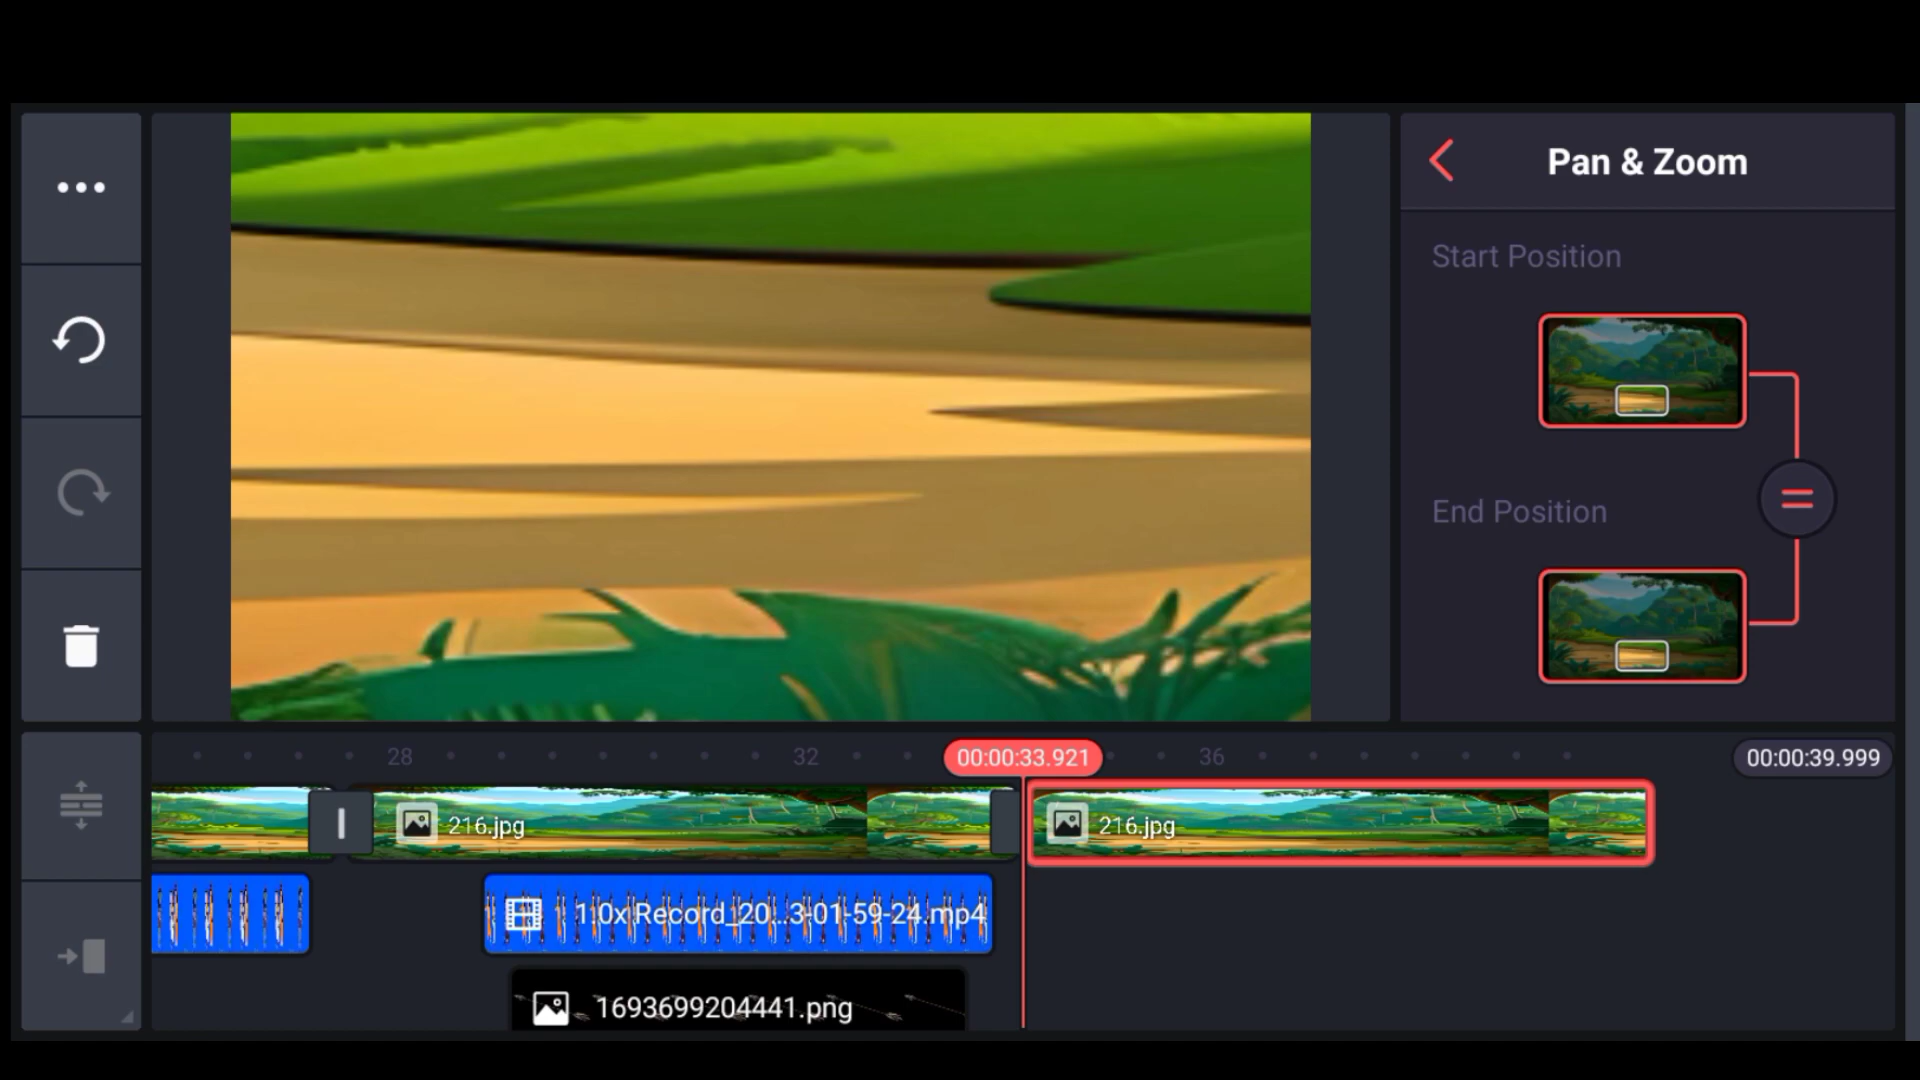 Pan & Zoom
Start Position
End Position
28
32
00:00:33.921
36
00:00:39.999
216.jpg
216.jpg
1.0x Record_20...3-01-59-24.mp4
1693699204441.png